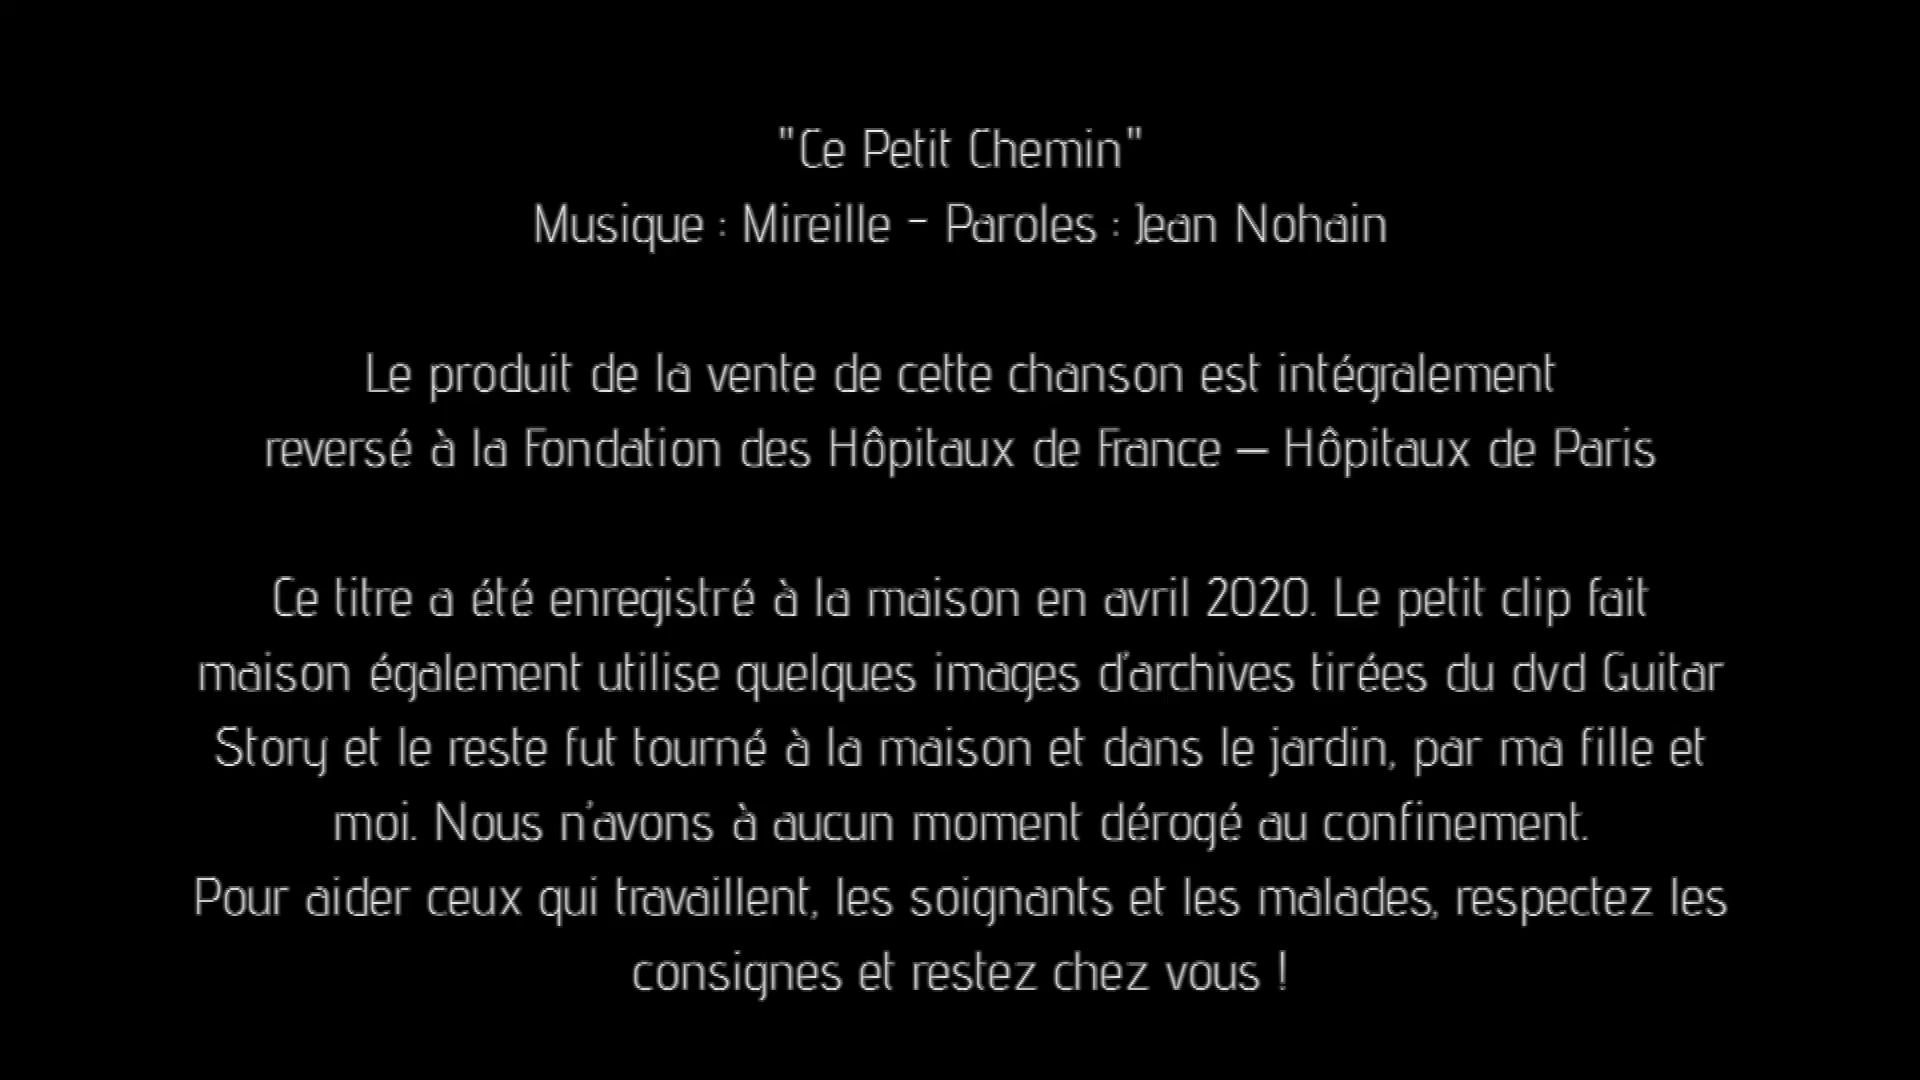 "Ce Petit Chemin"
Musique : Mireille - Paroles : Jean Nohain
Le produit de la vente de cette chanson est intégralement
reversé à la Fondation des Hôpitaux de France – Hôpitaux de Paris
Ce titre a été enregistré à la maison en avril 2020. Le petit clip fait
maison également utilise quelques images d'archives tirées du dvd Guitar
Story et le reste fut tourné à la maison et dans le jardin, par ma fille et
moi. Nous n'avons à aucun moment dérogé au confinement.
Pour aider ceux qui travaillent, les soignants et les malades, respectez les
consignes et restez chez vous !